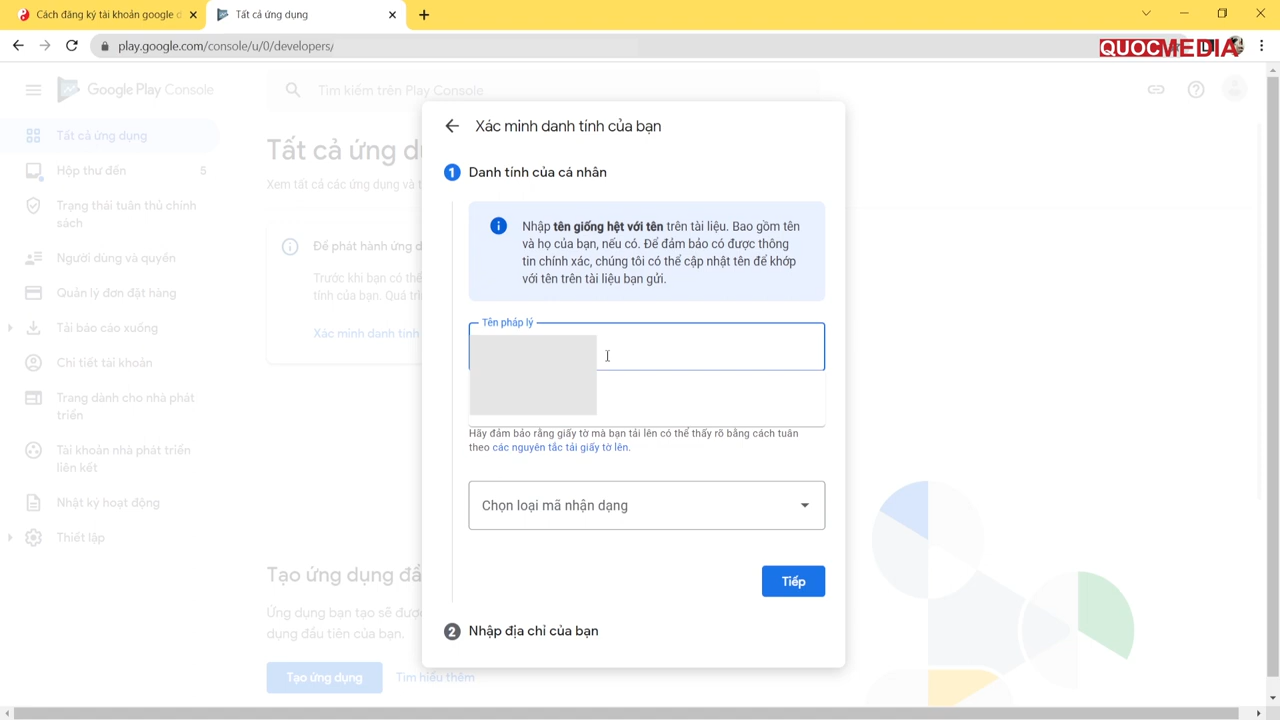 Cách đăng ký tài khoản google d
Tất cả ứng dụng
play.google.com/console/u/0/developers/
QUOCMEDIA
Google Play Console
Tìm kiếm trên Play Console
Tất cả ứng dụng
Hộp thư đến 5
Trạng thái tuân thủ chính
sách
Người dùng và quyền
Quản lý đơn đặt hàng
Tải báo cáo xuống
Chi tiết tài khoản
Trang dành cho nhà phát
triển
Tài khoản nhà phát triển
liên kết
Nhật ký hoạt động
Thiết lập
Tất cả ứng d
Xem tất cả các ứng dụng và t
Để phát hành ứng d
Trước khi bạn có thể
tính của bạn. Quá trì
Xác minh danh tính
Tạo ứng dụng đầ
Ứng dụng bạn tạo sẽ đượ
dụng đầu tiên của bạn.
Tạo ứng dụng
Tìm hiểu thêm
Xác minh danh tính của bạn
1 Danh tính của cá nhân
Nhập tên giống hệt với tên trên tài liệu. Bao gồm tên
và họ của bạn, nếu có. Để đảm bảo có được thông
tin chính xác, chúng tôi có thể cập nhật tên để khớp
với tên trên tài liệu bạn gửi.
Tên pháp lý
Hãy đảm bảo rằng giấy tờ mà bạn tải lên có thể thấy rõ bằng cách tuân
theo các nguyên tắc tải giấy tờ lên.
Chọn loại mã nhận dạng
Tiếp
2 Nhập địa chỉ của bạn